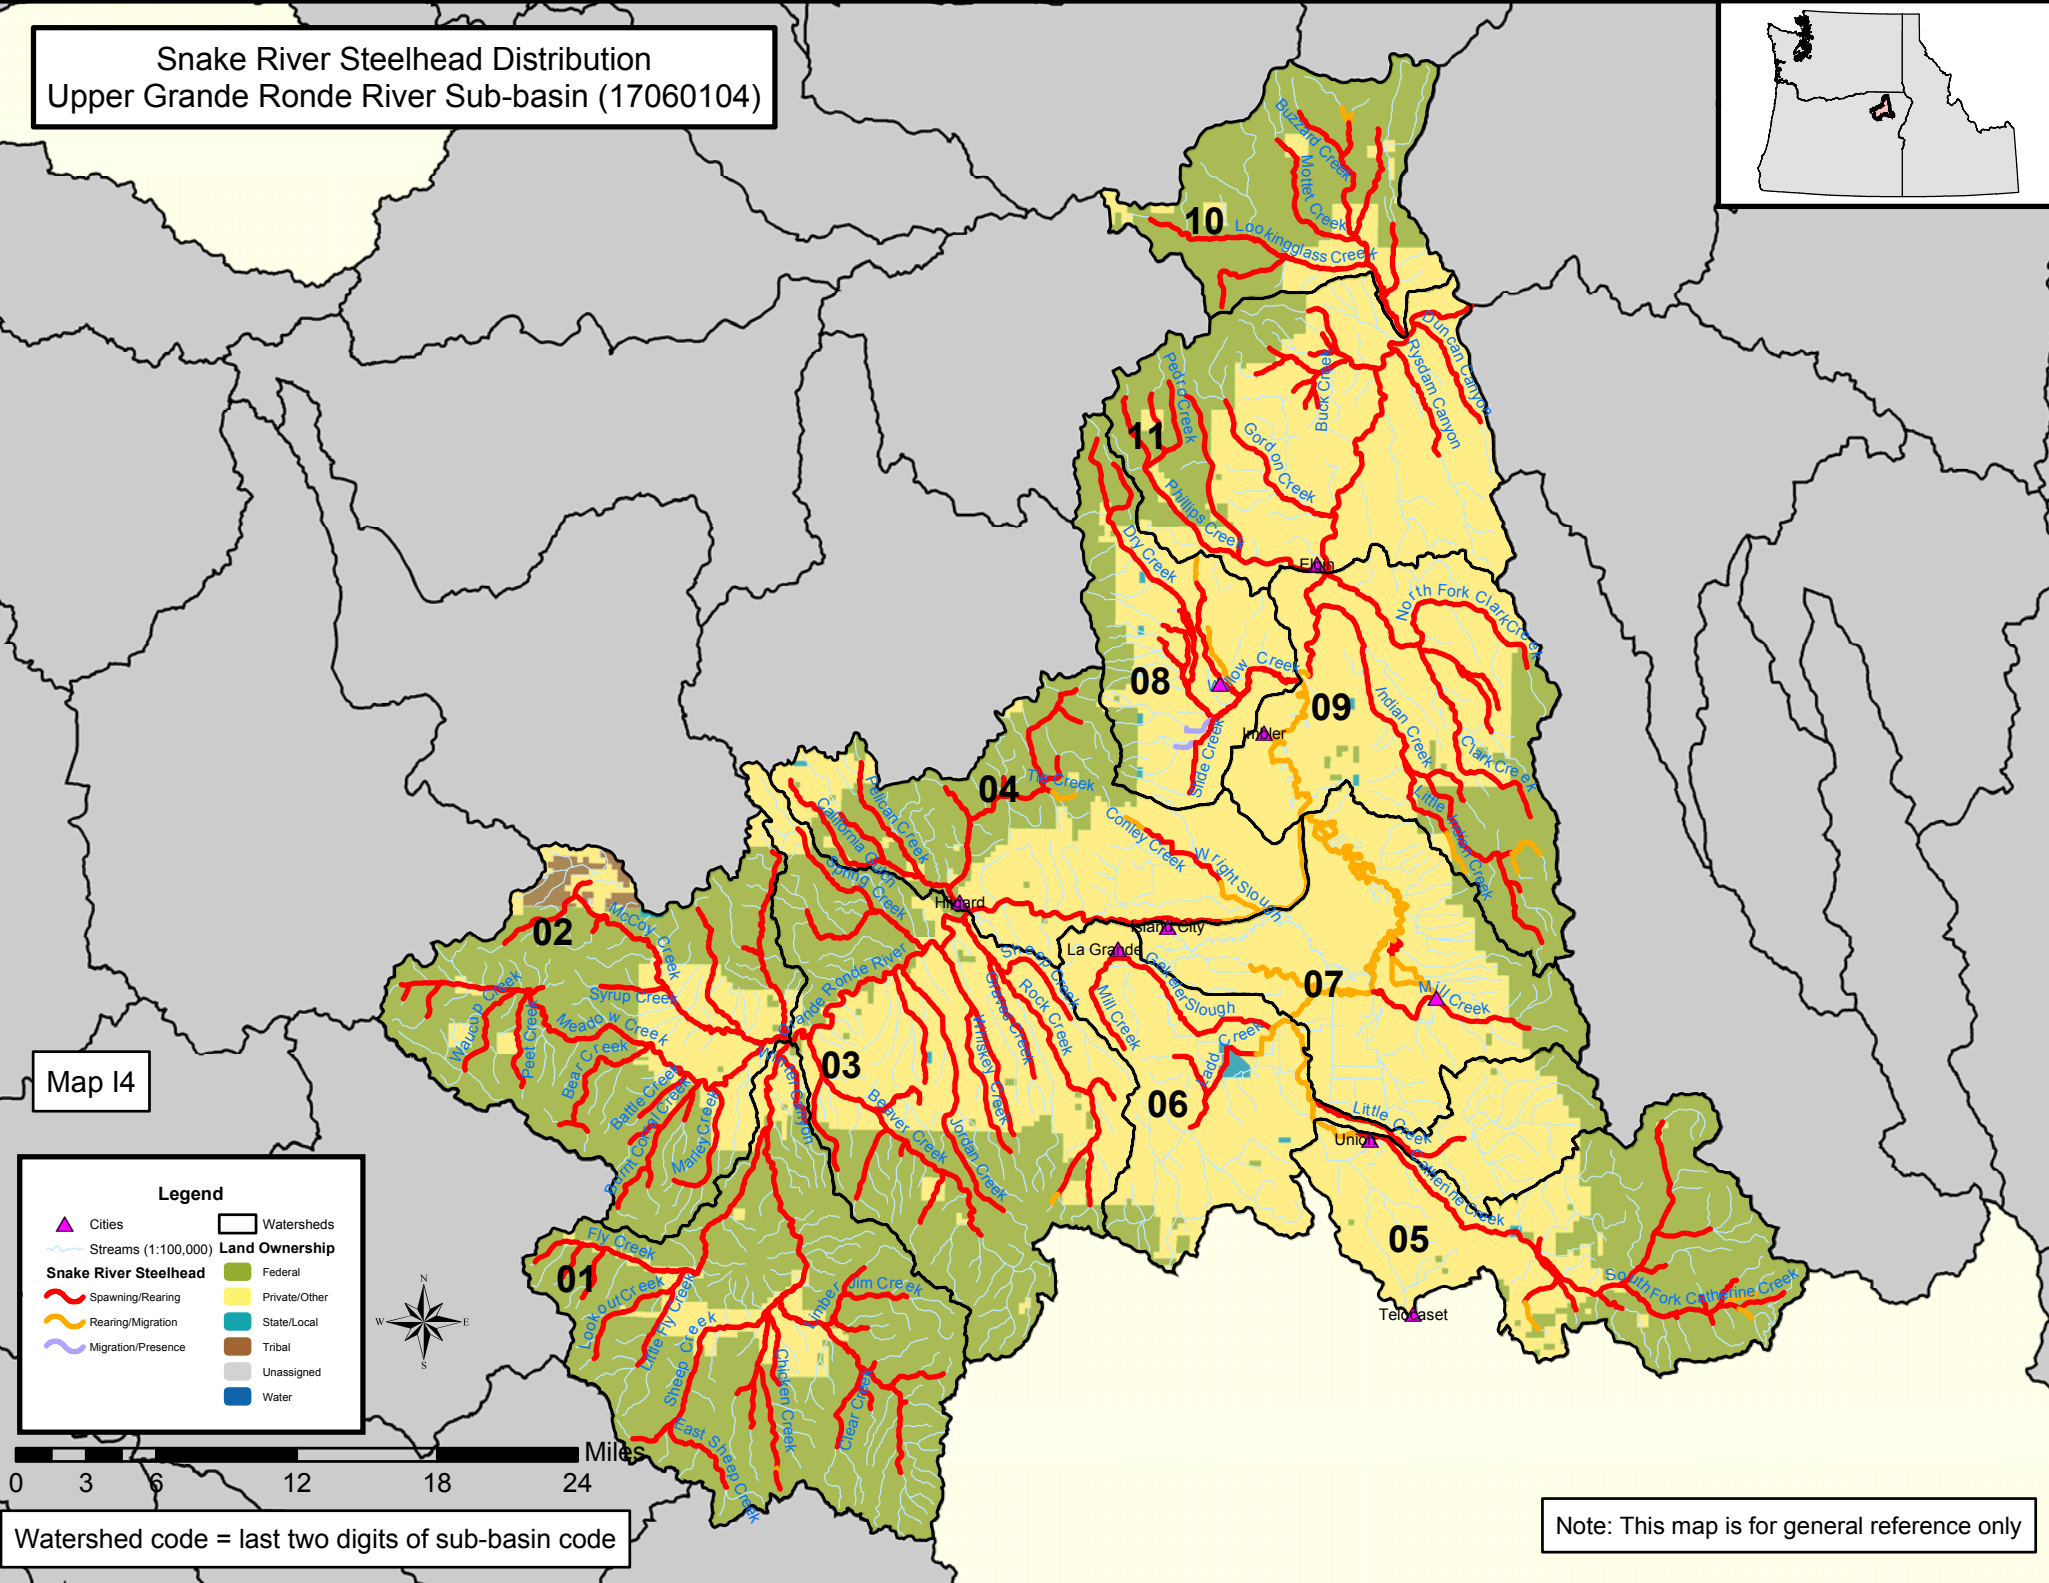 Snake River Steelhead Distribution
Upper Grande Ronde River Sub-basin (17060104)
Buzzard Creek
Mottet Creek
10
Lookingglass Creek
Duncan Canyon
Rysdam Canyon
Buck Creek
Pedro Creek
11
Gordon Creek
Phillips Creek
Dry Creek
Elgin
North Fork Clark Creek
08
Willow Creek
09
Indian Creek
Imbler
Slide Creek
Clark Creek
04
Tie Creek
Little Indian Creek
Pelican Creek
California Gulch
Spring Creek
Conley Creek
Wright Slough
Hilgard
Island City
La Grande
02
McCoy Creek
Syrup Creek
Meadow Creek
Waucup Creek
Peet Creek
Bear Creek
Battle Creek
Burnt Corral Creek
Marley Creek
Grande Ronde River
Sheep Creek
Graves Creek
Rock Creek
Whiskey Creek
Mill Creek
Gekeler Slough
Ladd Creek
07
Mill Creek
03
Beaver Creek
Jordan Creek
06
Little Creek
Union
Catherine Creek
05
South Fork Catherine Creek
Telocaset
01
Fly Creek
Lookout Creek
Little Fly Creek
Sheep Creek
Limber Jim Creek
Chicken Creek
Clear Creek
East Sheep Creek
Map I4
Legend
Cities
Streams (1:100,000)
Snake River Steelhead
Spawning/Rearing
Rearing/Migration
Migration/Presence
Watersheds
Land Ownership
Federal
Private/Other
State/Local
Tribal
Unassigned
Water
N
W
E
S
Miles
0 3 6 12 18 24
Watershed code = last two digits of sub-basin code
Note: This map is for general reference only